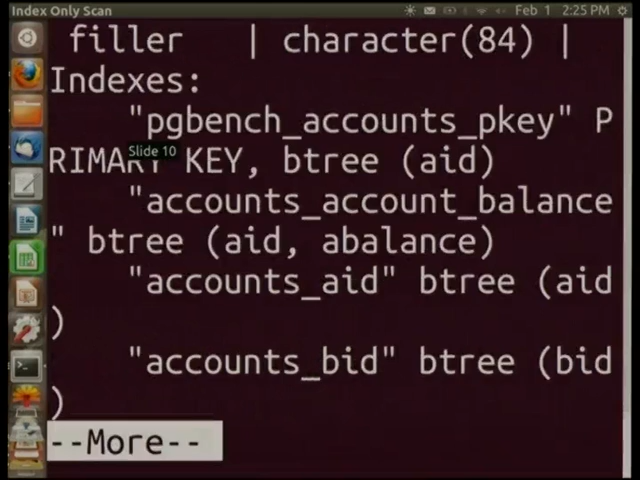 Index Only Scan
Feb 1 2:25 PM
filler | character(84) |
Indexes:
"pgbench_accounts_pkey" P
RIMARY KEY, btree (aid)
Slide 10
"accounts_account_balance
" btree (aid, abalance)
"accounts_aid" btree (aid
)
"accounts_bid" btree (bid
)
--More--